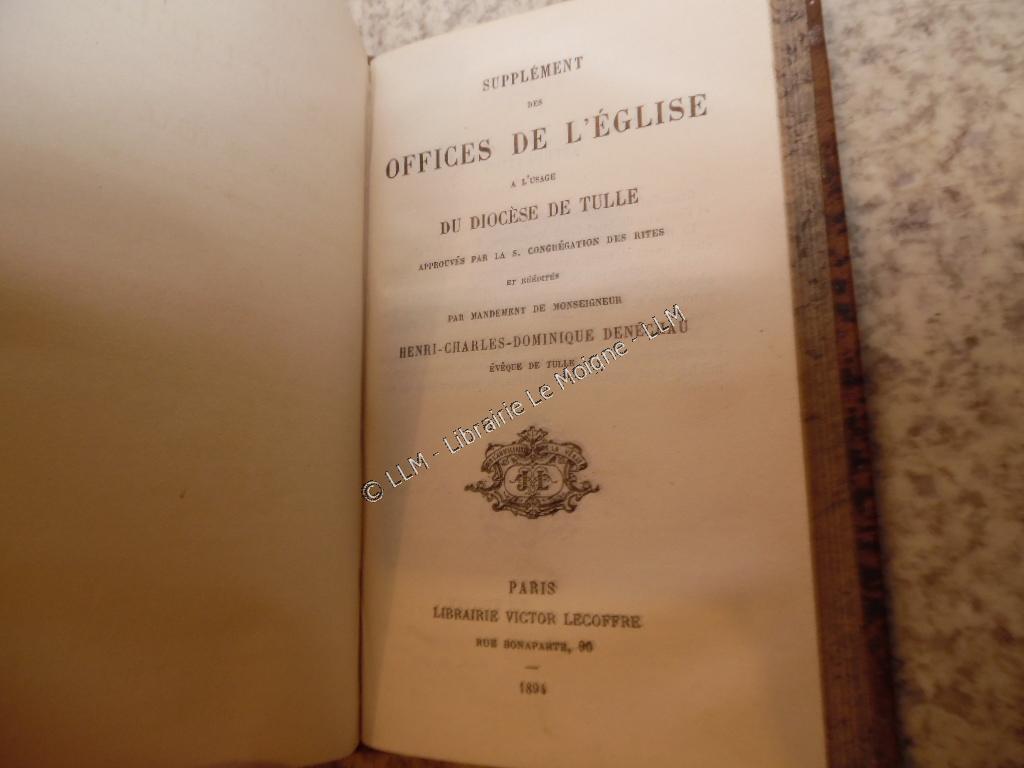 SUPPLÉMENT
DES
OFFICES DE L'ÉGLISE
A L'USAGE
DU DIOCÈSE DE TULLE
APPROUVÉS PAR LA S. CONGRÉGATION DES RITES
ET RÉÉDITÉS
PAR MANDEMENT DE MONSEIGNEUR
HENRI-CHARLES-DOMINIQUE DENÉCHAU
ÉVÊQUE DE TULLE
© LLM - Librairie Le Moigne - LLM
PARIS
LIBRAIRIE VICTOR LECOFFRE
RUE BONAPARTE, 90
1894